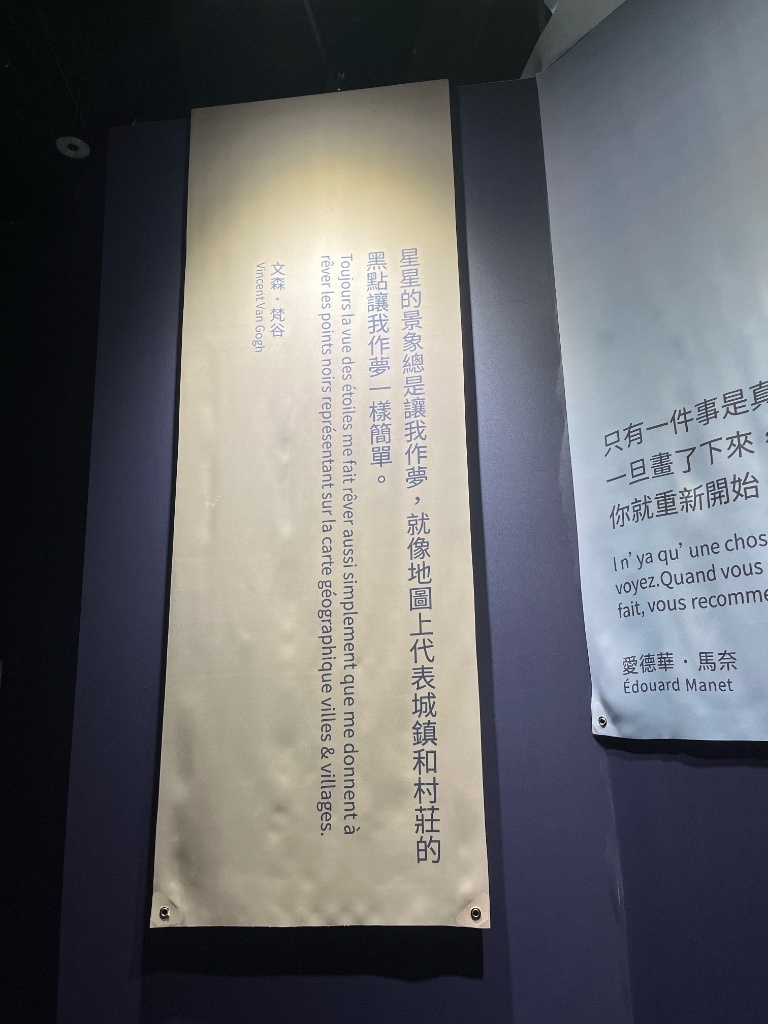 星星的景象總是讓我作夢，就像地圖上代表城鎮和村莊的
黑點讓我作夢一樣簡單。
Toujours la vue des étoiles me fait rêver aussi simplement que me donnent à
rêver les points noirs représentant sur la carte géographique villes & villages.
文森．梵谷
Vincent Van Gogh
只有一件事是真
一旦畫了下來，
你就重新開始
I n’ ya qu’ une chos
voyez.Quand vous
fait, vous recomme
愛德華．馬奈
Édouard Manet